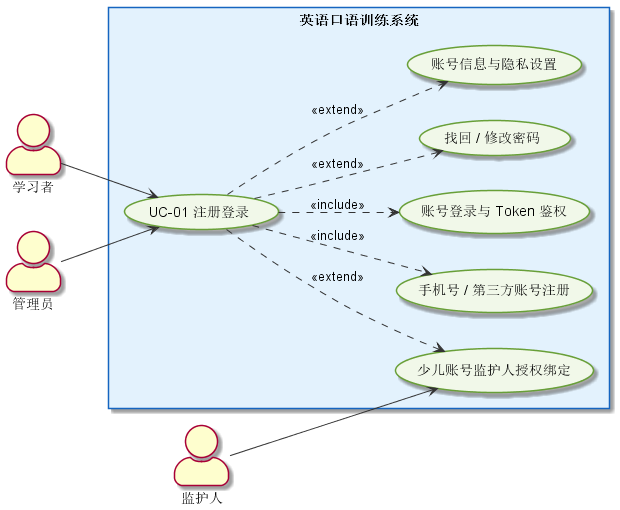 英语口语训练系统
账号信息与隐私设置
«extend»
找回 / 修改密码
«extend»
学习者
UC-01 注册登录
«include»
账号登录与 Token 鉴权
«include»
手机号 / 第三方账号注册
«extend»
管理员
少儿账号监护人授权绑定
监护人